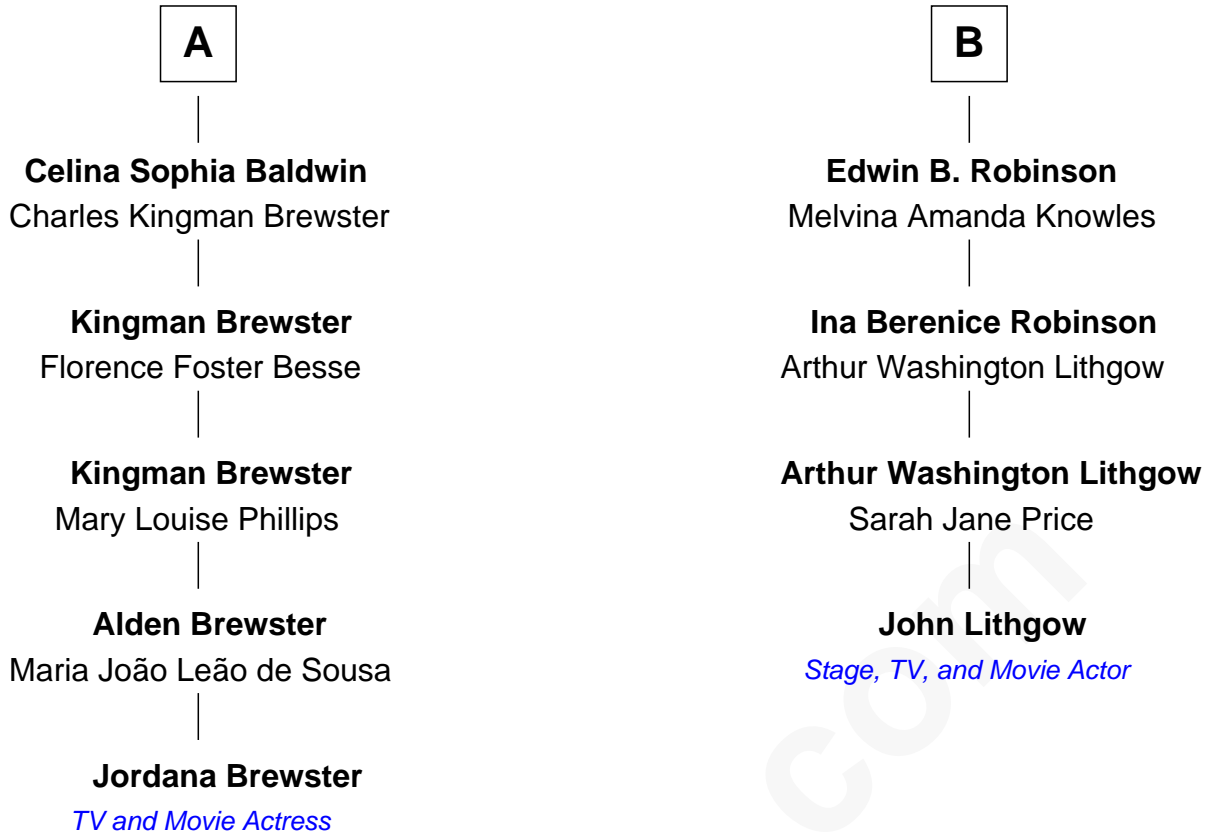 A
Celina Sophia Baldwin
Charles Kingman Brewster
Kingman Brewster
Florence Foster Besse
Kingman Brewster
Mary Louise Phillips
Alden Brewster
Maria João Leão de Sousa
Jordana Brewster
TV and Movie Actress
B
Edwin B. Robinson
Melvina Amanda Knowles
Ina Berenice Robinson
Arthur Washington Lithgow
Arthur Washington Lithgow
Sarah Jane Price
John Lithgow
Stage, TV, and Movie Actor
com